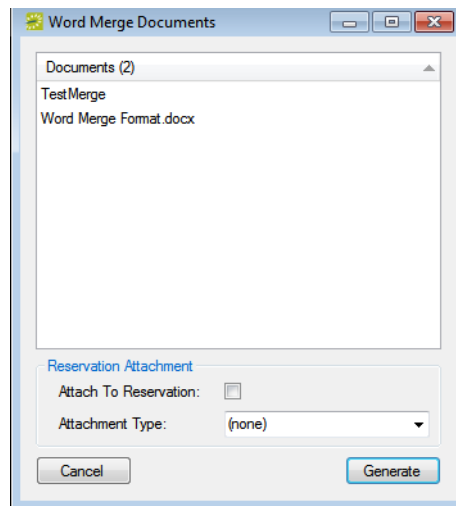 Word Merge Documents
Documents (2)
TestMerge
Word Merge Format.docx
Reservation Attachment
Attach To Reservation:
Attachment Type: (none)
Cancel Generate